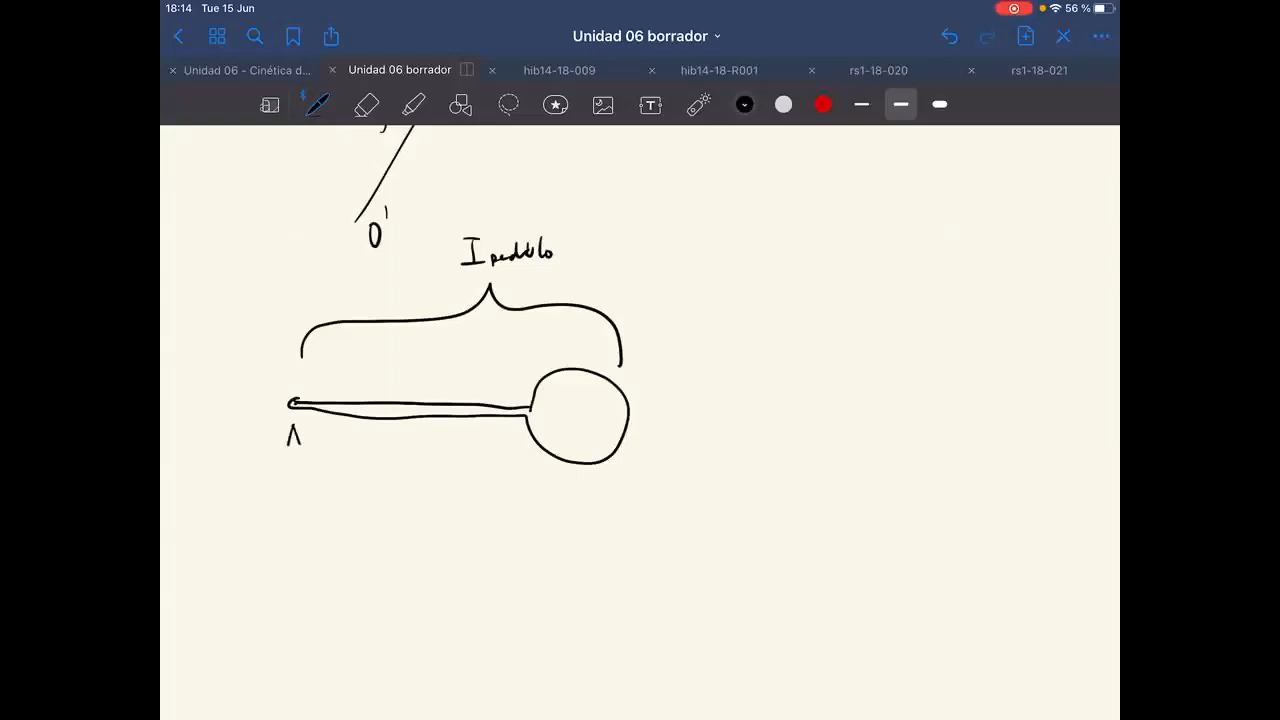 18:14 Tue 15 Jun 56 %
Unidad 06 borrador
Unidad 06 - Cinética d... Unidad 06 borrador hib14-18-009 hib14-18-R001 rs1-18-020 rs1-18-021
T
O'
I
A